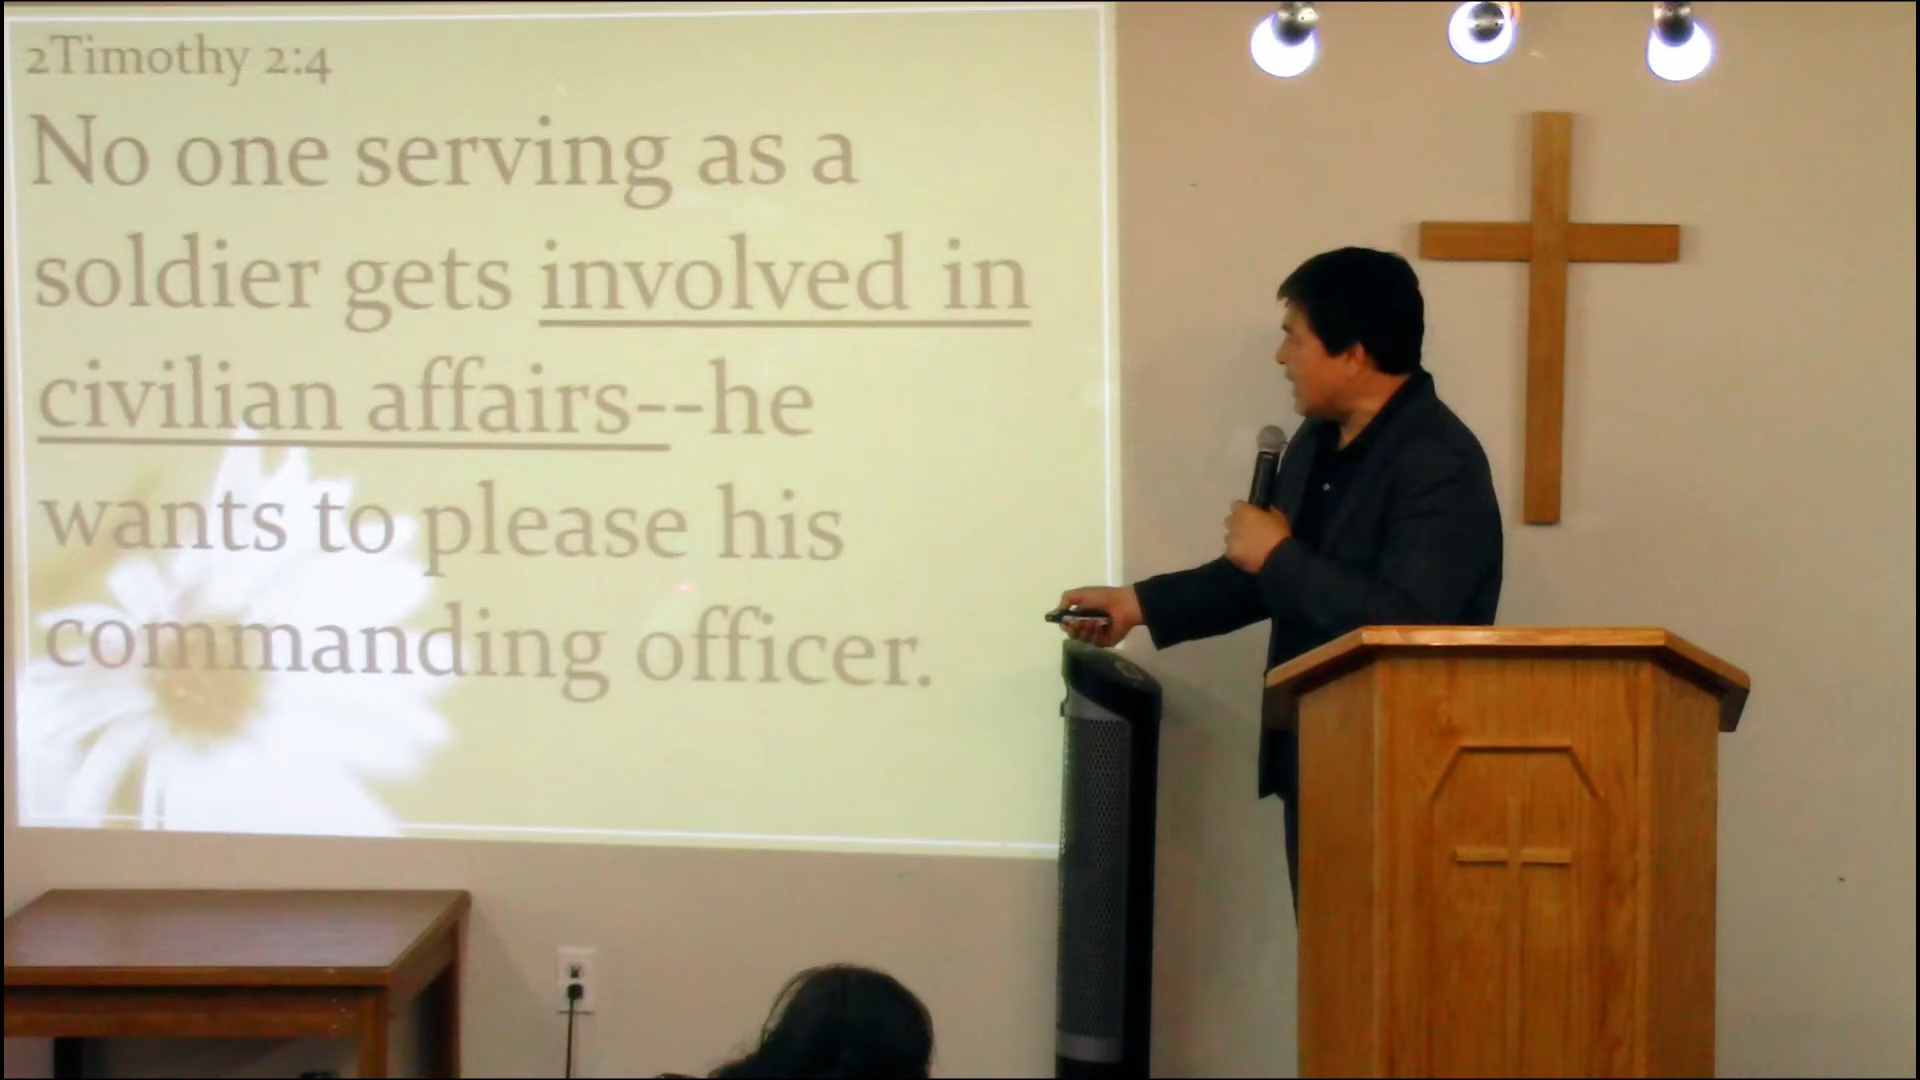 2Timothy 2:4
No one serving as a
soldier gets involved in
civilian affairs--he
wants to please his
commanding officer.